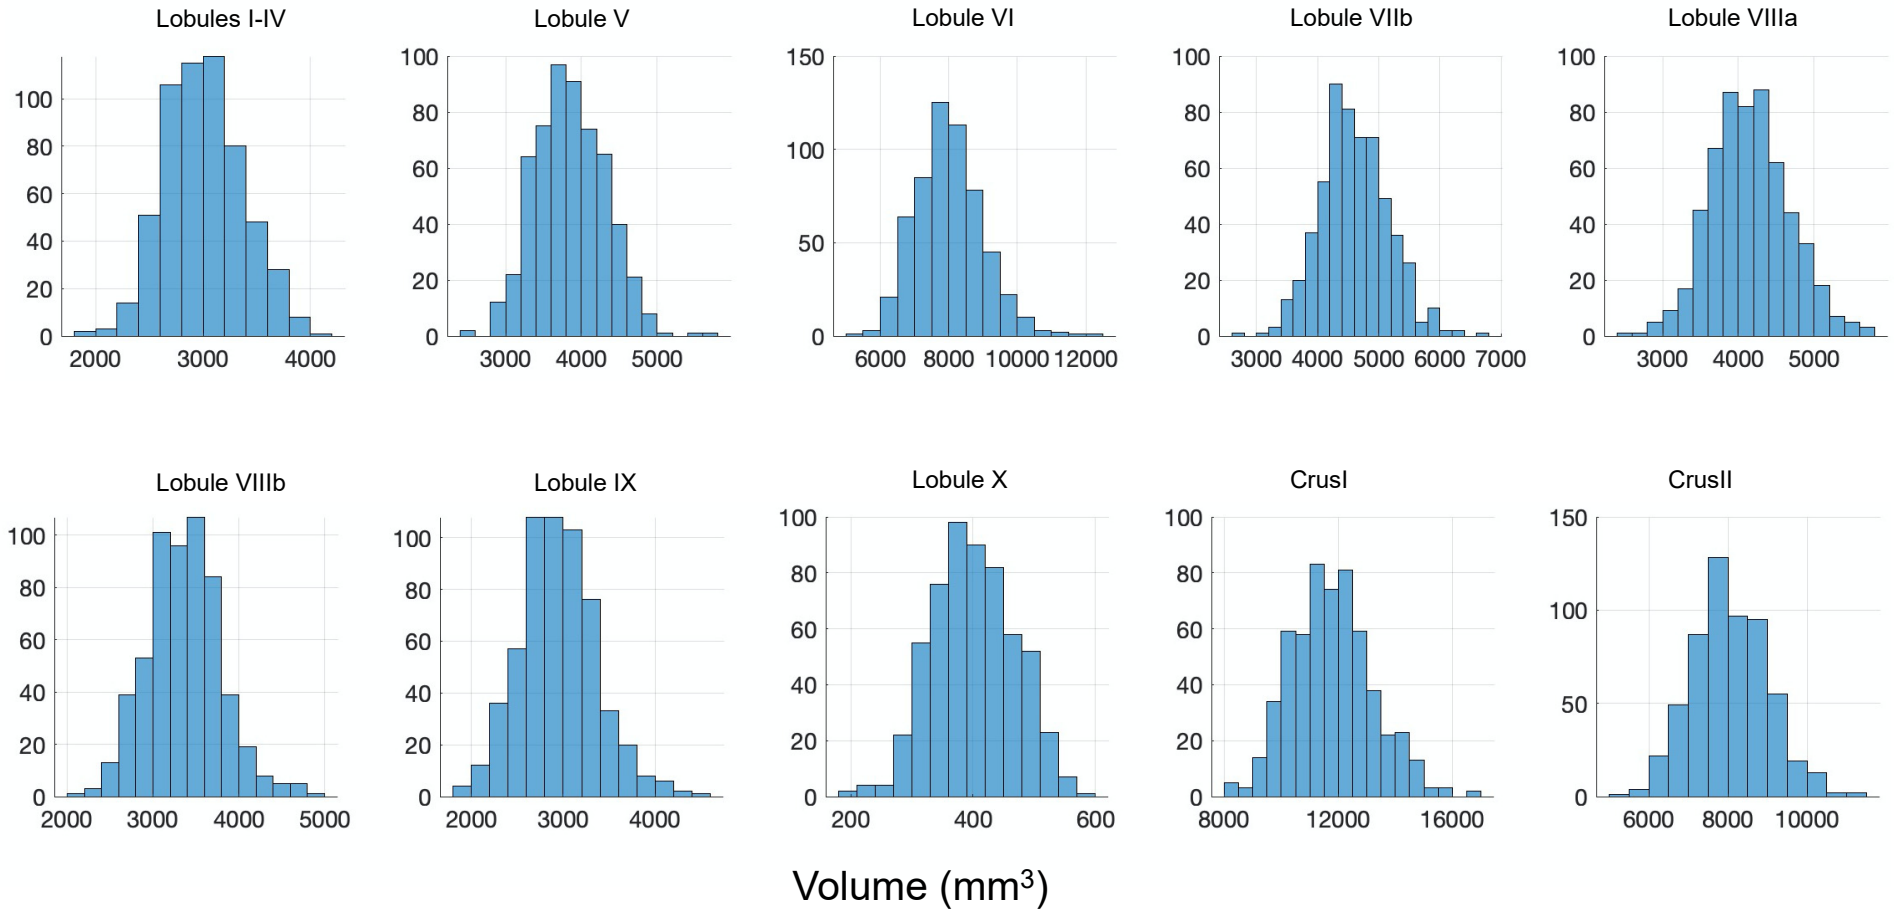 Lobules I-IV
Lobule V
Lobule VI
Lobule VIIb
Lobule VIIIa
100
80
60
40
20
0
2000 3000 4000
100
80
60
40
20
0
3000 4000 5000
150
100
50
0
6000 8000 10000 12000
100
80
60
40
20
0
3000 4000 5000 6000 7000
100
80
60
40
20
0
3000 4000 5000
Lobule VIIIb
Lobule IX
Lobule X
CrusI
CrusII
100
80
60
40
20
0
2000 3000 4000 5000
100
80
60
40
20
0
2000 3000 4000
100
80
60
40
20
0
200 400 600
100
80
60
40
20
0
8000 12000 16000
150
100
50
0
6000 8000 10000
Volume (mm³)